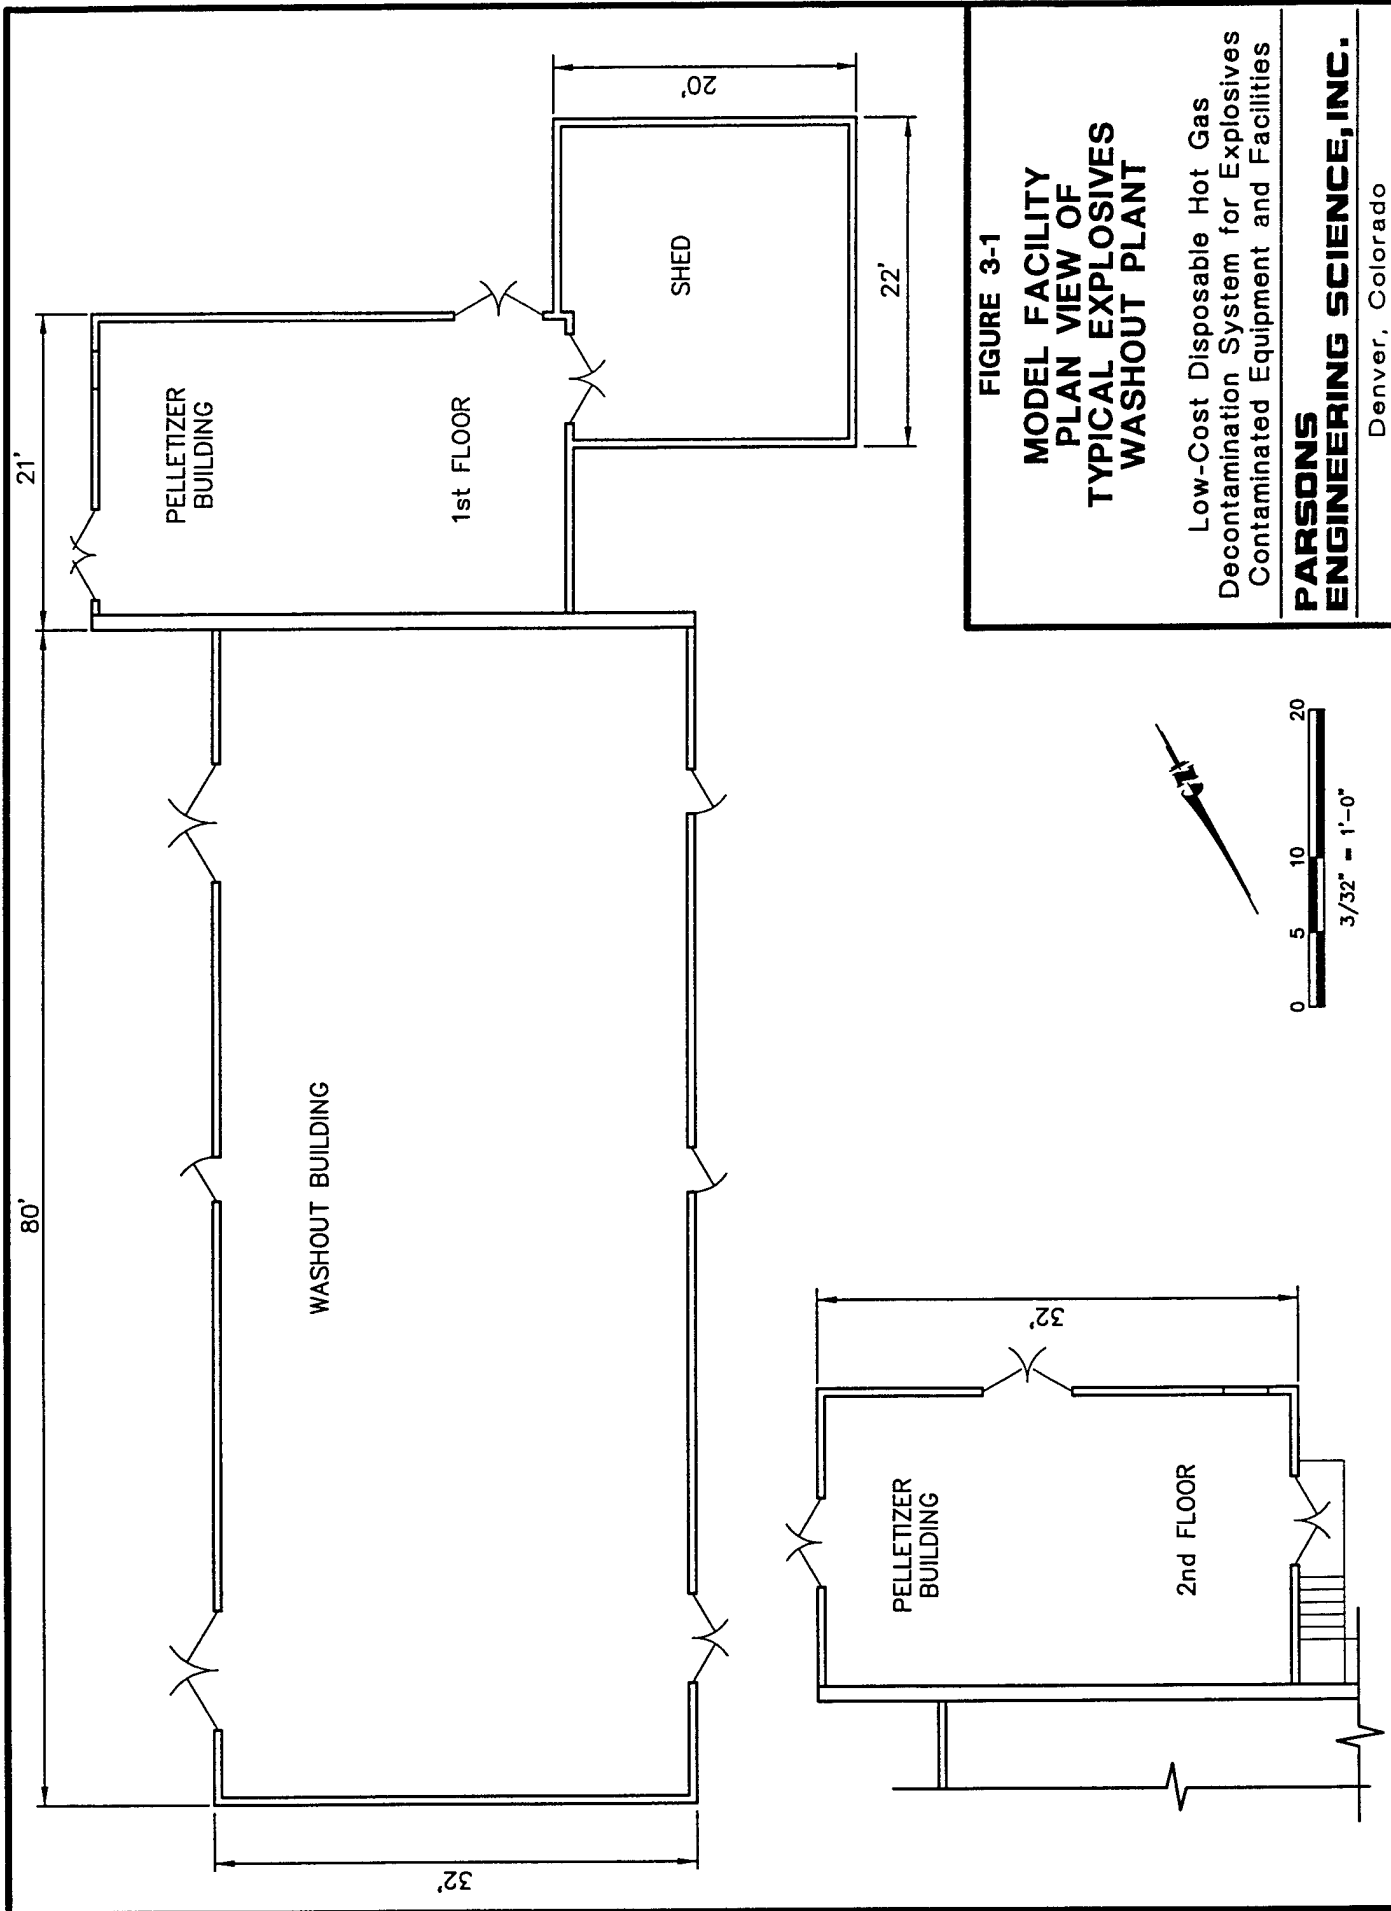 80'
21'
WASHOUT BUILDING
PELLETIZER
BUILDING
1st FLOOR
SHED
20'
22'
32'
PELLETIZER
BUILDING
2nd FLOOR
32'
0 5 10 20
3/32" = 1'-0"
FIGURE 3-1
MODEL FACILITY
PLAN VIEW OF
TYPICAL EXPLOSIVES
WASHOUT PLANT
Low-Cost Disposable Hot Gas
Decontamination System for Explosives
Contaminated Equipment and Facilities
PARSONS
ENGINEERING SCIENCE, INC.
Denver, Colorado